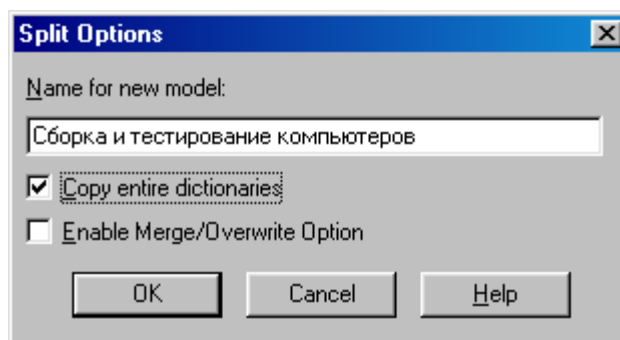 Split Options
Name for new model:
Сборка и тестирование компьютеров
Copy entire dictionaries
Enable Merge/Overwrite Option
OK Cancel Help